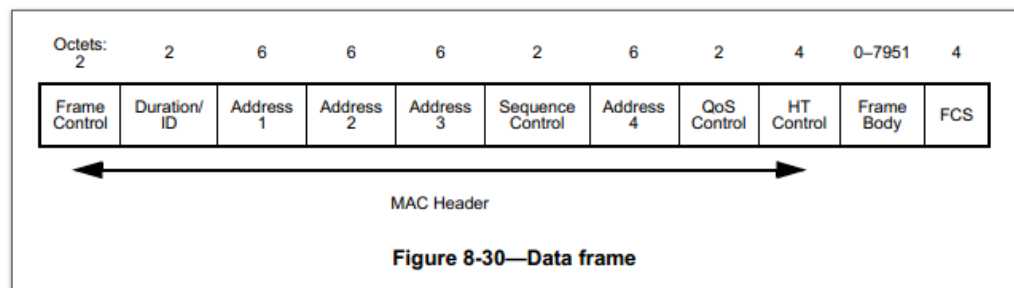 Octets:
2 2 6 6 6 2 6 2 4 0–7951 4
Frame Control Duration/ ID Address 1 Address 2 Address 3 Sequence Control Address 4 QoS Control HT Control Frame Body FCS
MAC Header
Figure 8-30—Data frame